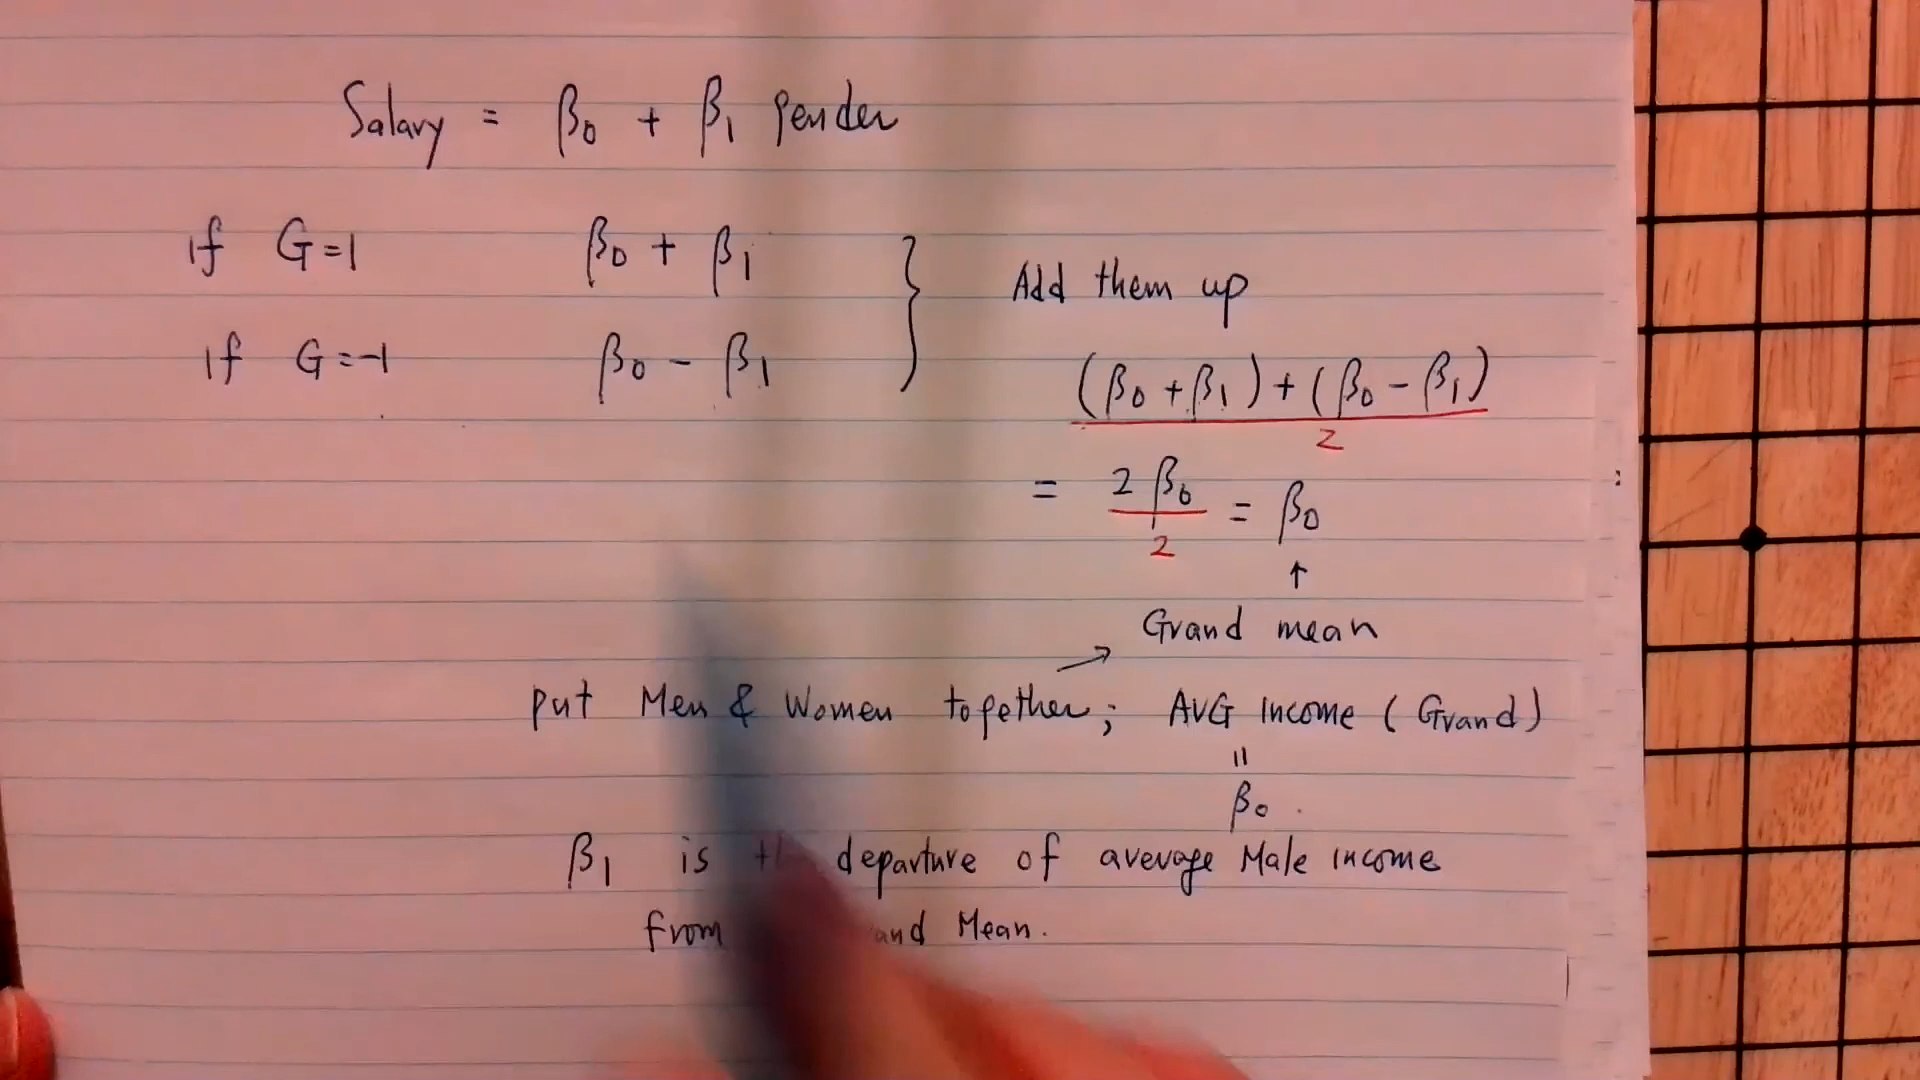 Salary = β0 + β1 gender
if G=1 β0 + β1
if G=-1 β0 - β1
Add them up
(β0 + β1) + (β0 - β1)
2
= 2β0 = β0
2
↑
Grand mean
put Men & Women together; → AVG Income (Grand)
=
β0.
β1 is departure of average Male income
from Mean.